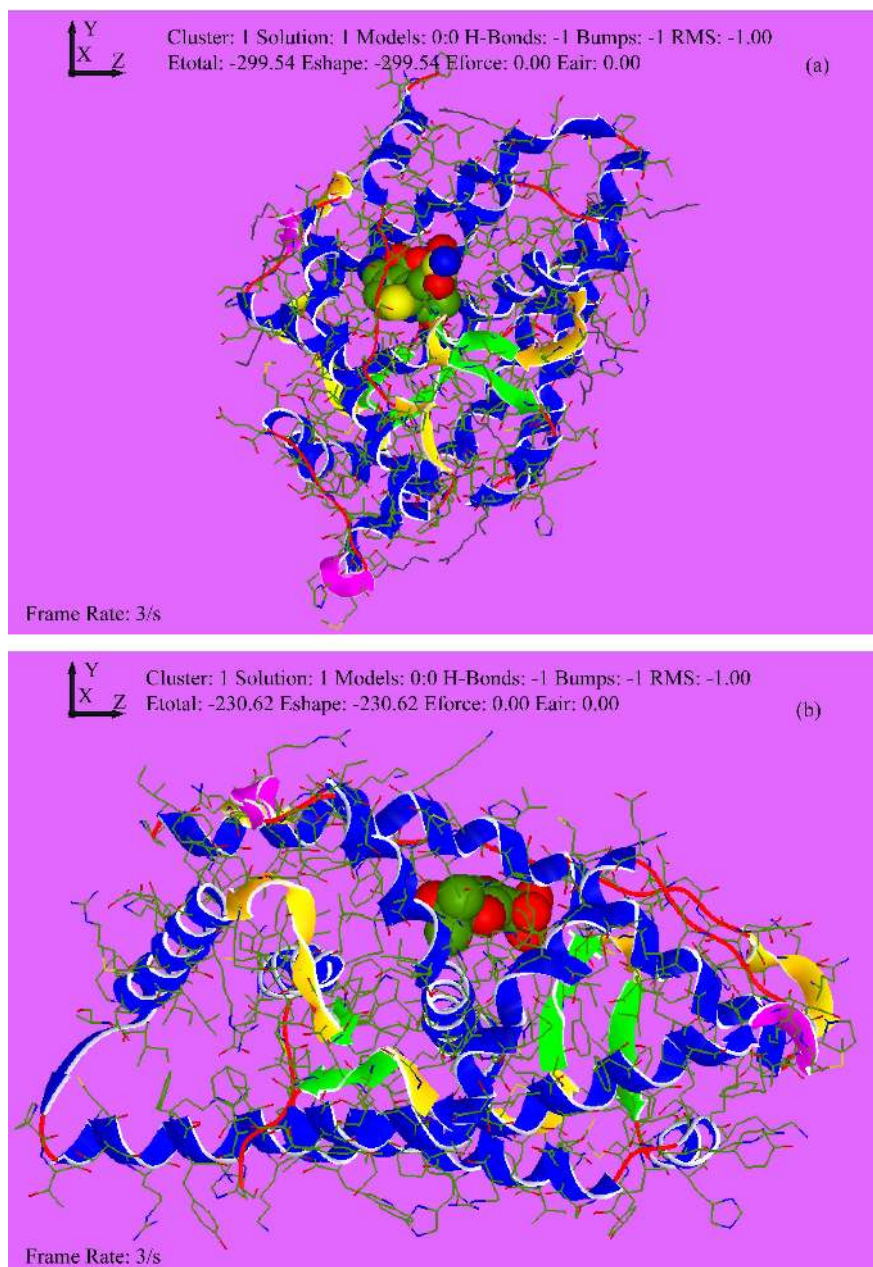 Y
Cluster: 1 Solution: 1 Models: 0:0 H-Bonds: -1 Bumps: -1 RMS: -1.00
X
Z
Etotal: -299.54 Eshape: -299.54 Eforce: 0.00 Eair: 0.00
(a)
Frame Rate: 3/s
Y
Cluster: 1 Solution: 1 Models: 0:0 H-Bonds: -1 Bumps: -1 RMS: -1.00
X
Z
Etotal: -230.62 Eshape: -230.62 Eforce: 0.00 Eair: 0.00
(b)
Frame Rate: 3/s